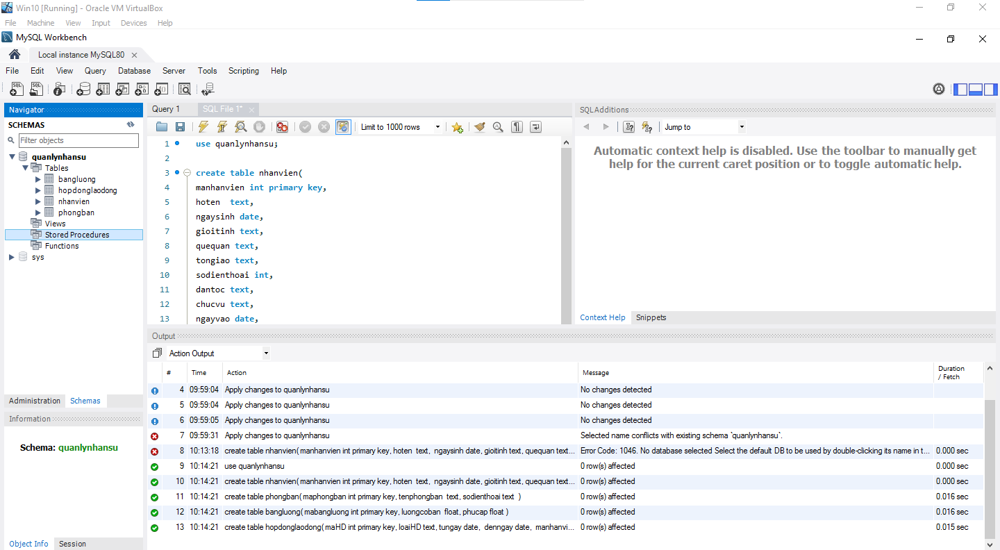 Win10 [Running] - Oracle VM VirtualBox
File Machine View Input Devices Help
MySQL Workbench
Local instance MySQL80
File Edit View Query Database Server Tools Scripting Help
Navigator
SCHEMAS
Filter objects
quanlynhansu
Tables
bangluong
hopdonglaodong
nhanvien
phongban
Views
Stored Procedures
Functions
sys
Administration Schemas
Information
Schema: quanlynhansu
Object Info Session
Query 1 SQL File 1*
Limit to 1000 rows
1 use quanlynhansu;
2
3 create table nhanvien(
4 manhanvien int primary key,
5 hoten text,
6 ngaysinh date,
7 gioitinh text,
8 quequan text,
9 tongiao text,
10 sodienthoai int,
11 dantoc text,
12 chucvu text,
13 ngayvao date,
SQLAdditions
Jump to
Automatic context help is disabled. Use the toolbar to manually get
help for the current caret position or to toggle automatic help.
Context Help Snippets
Output
Action Output
# Time Action Message Duration / Fetch
4 09:59:04 Apply changes to quanlynhansu No changes detected
5 09:59:04 Apply changes to quanlynhansu No changes detected
6 09:59:05 Apply changes to quanlynhansu No changes detected
7 09:59:31 Apply changes to quanlynhansu Selected name conflicts with existing schema `quanlynhansu`.
8 10:13:18 create table nhanvien( manhanvien int primary key, hoten text, ngaysinh date, gioitinh text, quequan text... Error Code: 1046. No database selected Select the default DB to be used by double-clicking its name in t... 0.000 sec
9 10:14:21 use quanlynhansu 0 row(s) affected 0.000 sec
10 10:14:21 create table nhanvien( manhanvien int primary key, hoten text, ngaysinh date, gioitinh text, quequan text... 0 row(s) affected 0.000 sec
11 10:14:21 create table phongban( maphongban int primary key, tenphongban text, sodienthoai text ) 0 row(s) affected 0.016 sec
12 10:14:21 create table bangluong( mabangluong int primary key, luongcoban float, phucap float ) 0 row(s) affected 0.016 sec
13 10:14:21 create table hopdonglaodong( maHD int primary key, loaiHD text, tungay date, denngay date, manhanvi... 0 row(s) affected 0.015 sec